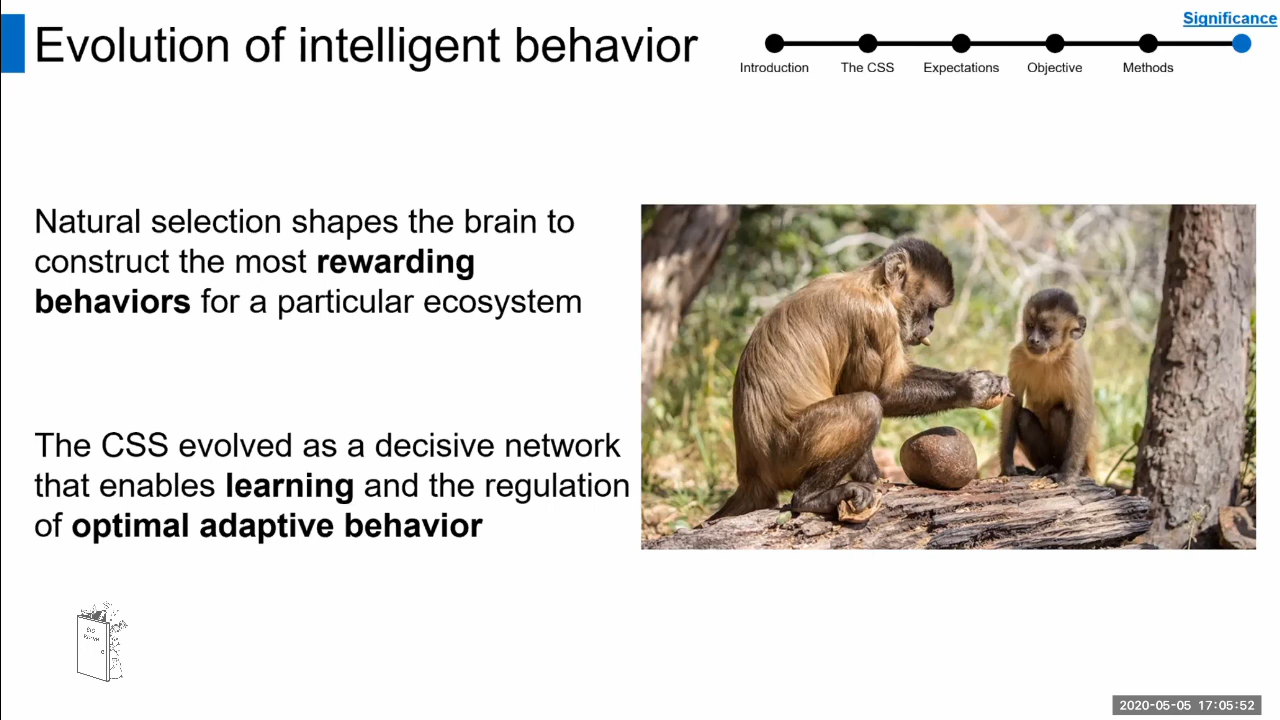 Significance
Evolution of intelligent behavior
Introduction
The CSS
Expectations
Objective
Methods
Natural selection shapes the brain to
construct the most rewarding
behaviors for a particular ecosystem
The CSS evolved as a decisive network
that enables learning and the regulation
of optimal adaptive behavior
2020-05-05 17:05:52